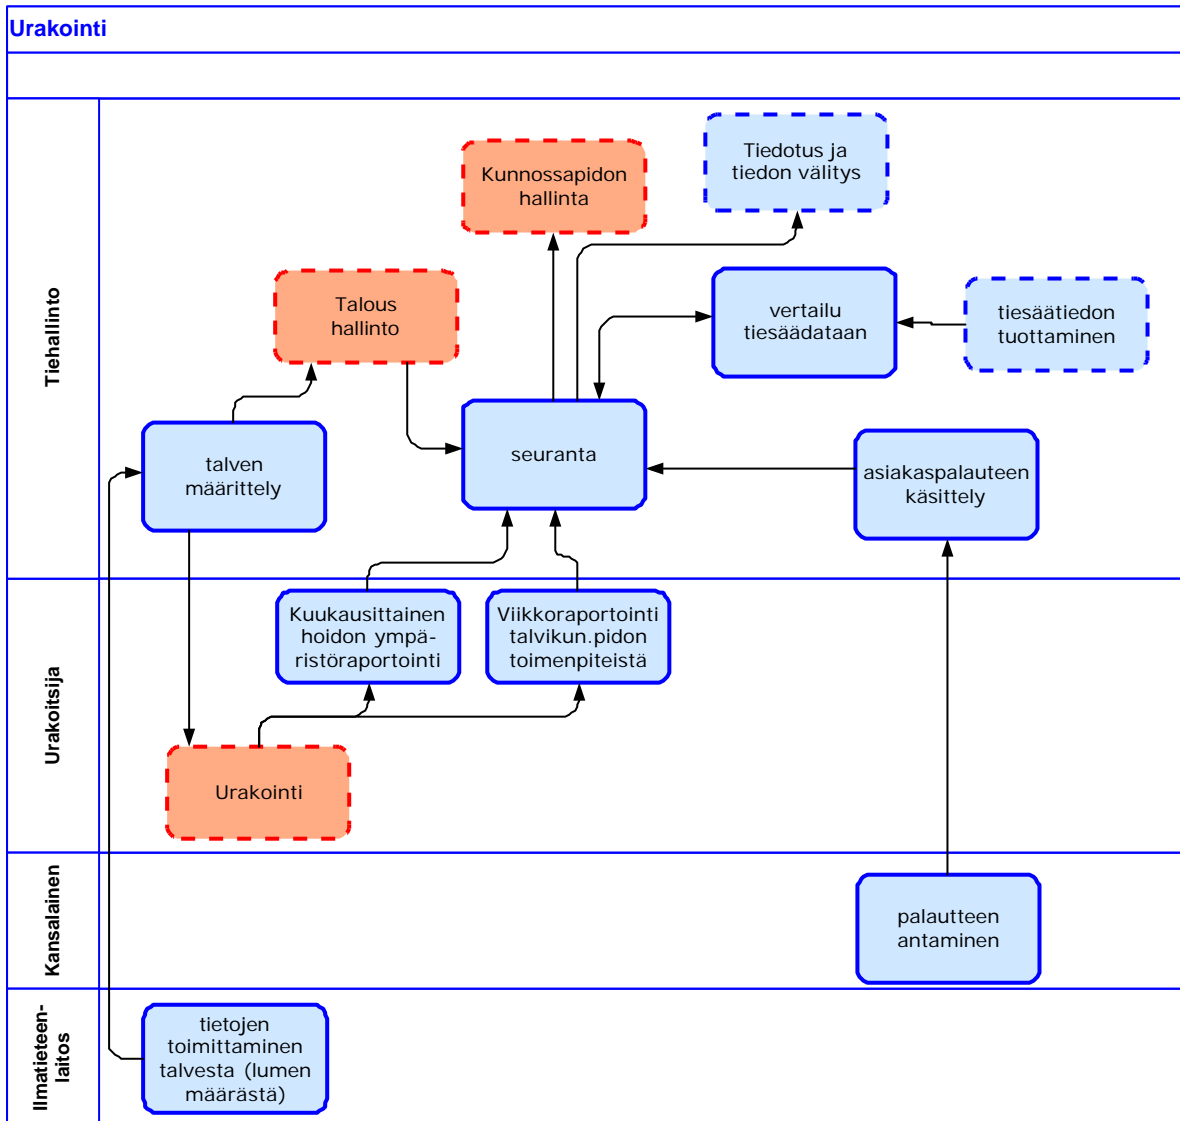 Urakointi
Tiehallinto
Kunnossapidon
hallinta
Tiedotus ja
tiedon välitys
Talous
hallinto
vertailu
tiesäädataan
tiesäätiedon
tuottaminen
talven
määrittely
seuranta
asiakaspalauteen
käsittely
Urakoitsija
Kuukausittainen
hoidon ympä-
ristöraportointi
Viikkoraportointi
talvikun.pidon
toimenpiteistä
Urakointi
Kansalainen
palautteen
antaminen
Ilmatieteen-
laitos
tietojen
toimittaminen
talvesta (lumen
määrästä)